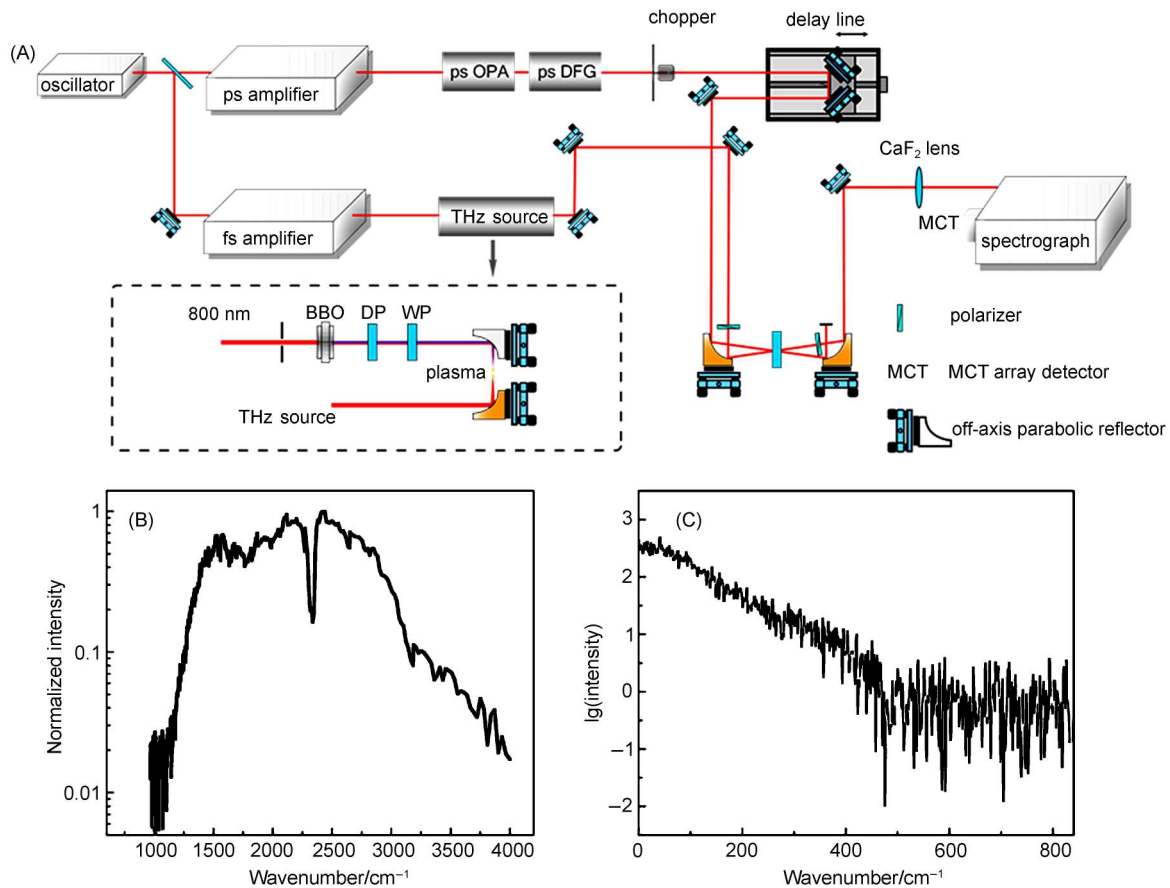 (A)
oscillator
ps amplifier
ps OPA
ps DFG
chopper
delay line
fs amplifier
THz source
CaF₂ lens
MCT
spectrograph
800 nm
BBO
DP
WP
plasma
THz source
polarizer
MCT MCT array detector
off-axis parabolic reflector
(B)
Normalized intensity
1
0.1
0.01
1000 1500 2000 2500 3000 3500 4000
Wavenumber/cm⁻¹
(C)
lg(intensity)
3
2
1
0
−1
−2
0 200 400 600 800
Wavenumber/cm⁻¹